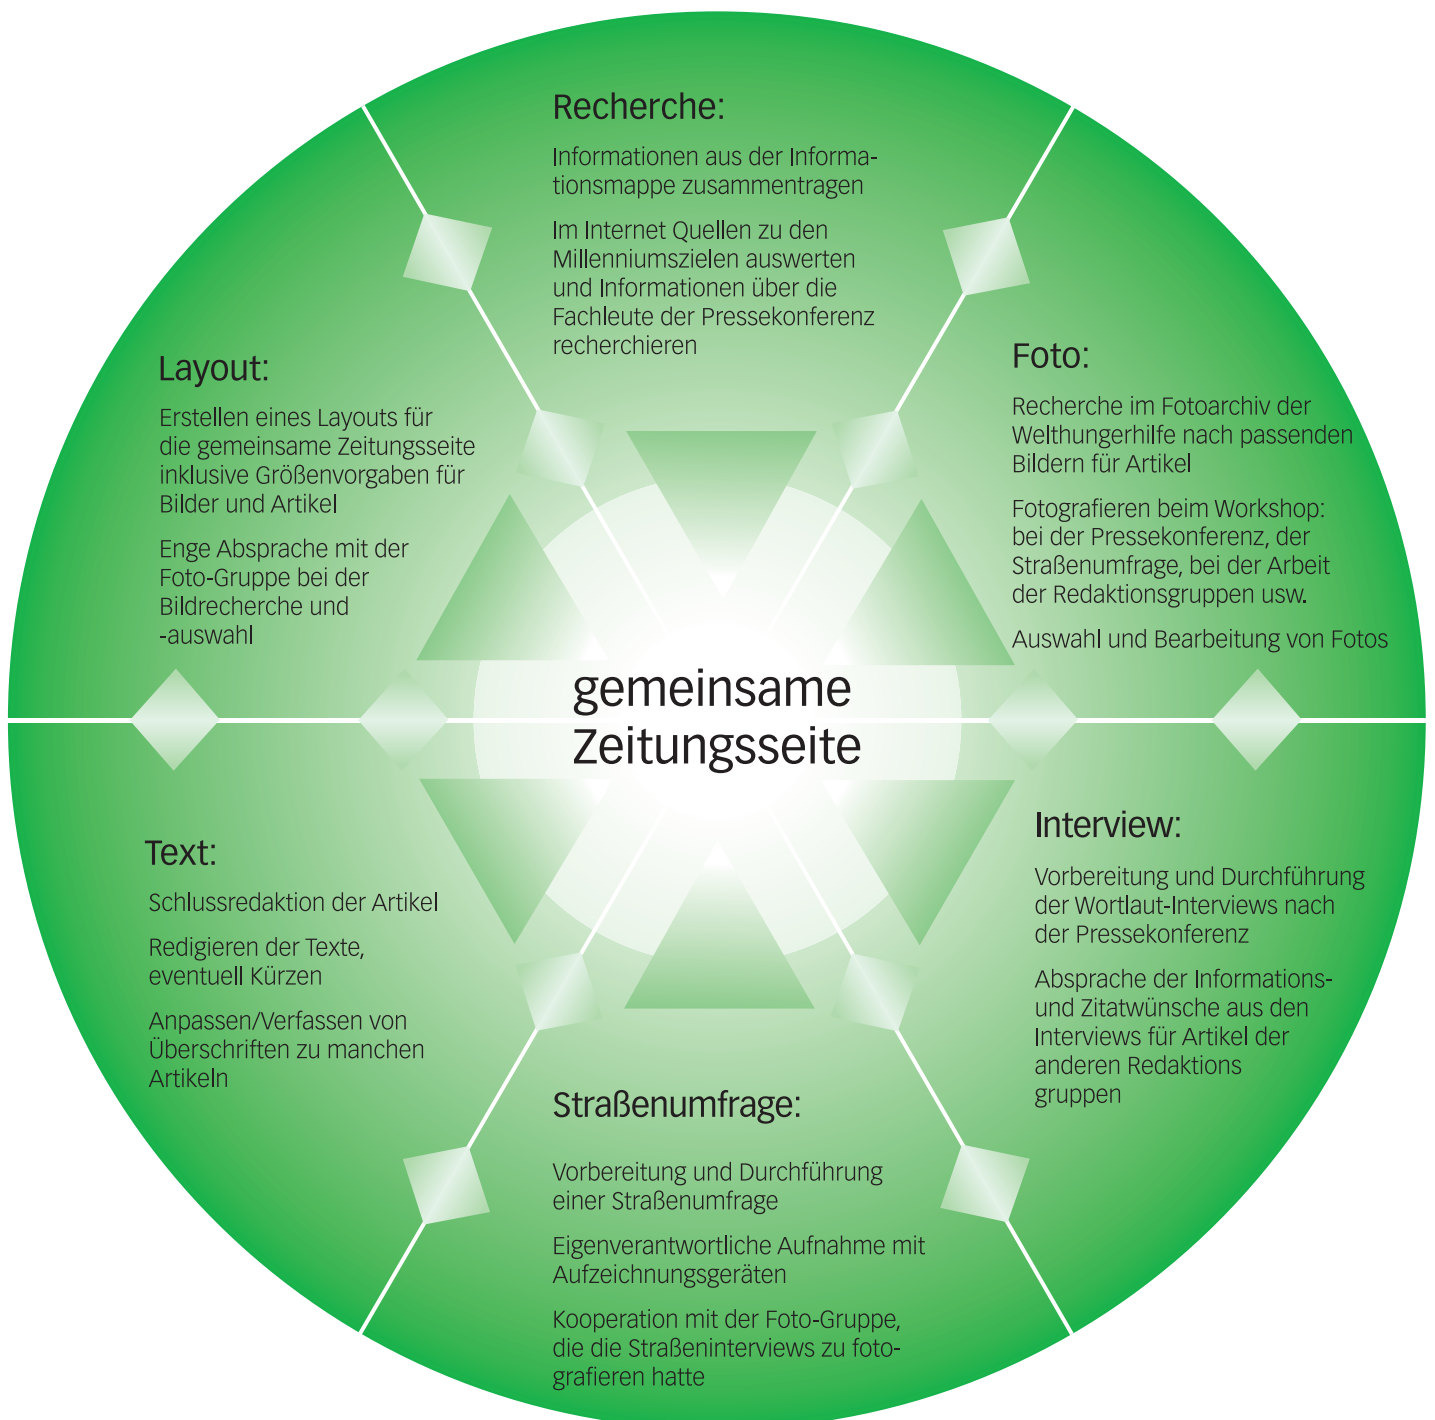 Recherche:
Informationen aus der Informa-
tionsmappe zusammentragen
Im Internet Quellen zu den
Millenniumszielen auswerten
und Informationen über die
Fachleute der Pressekonferenz
recherchieren
Foto:
Recherche im Fotoarchiv der
Welthungerhilfe nach passenden
Bildern für Artikel
Fotografieren beim Workshop:
bei der Pressekonferenz, der
Straßenumfrage, bei der Arbeit
der Redaktionsgruppen usw.
Auswahl und Bearbeitung von Fotos
Interview:
Vorbereitung und Durchführung
der Wortlaut-Interviews nach
der Pressekonferenz
Absprache der Informations-
und Zitatwünsche aus den
Interviews für Artikel der
anderen Redaktions
gruppen
Straßenumfrage:
Vorbereitung und Durchführung
einer Straßenumfrage
Eigenverantwortliche Aufnahme mit
Aufzeichnungsgeräten
Kooperation mit der Foto-Gruppe,
die die Straßeninterviews zu foto-
grafieren hatte
Text:
Schlussredaktion der Artikel
Redigieren der Texte,
eventuell Kürzen
Anpassen/Verfassen von
Überschriften zu manchen
Artikeln
Layout:
Erstellen eines Layouts für
die gemeinsame Zeitungsseite
inklusive Größenvorgaben für
Bilder und Artikel
Enge Absprache mit der
Foto-Gruppe bei der
Bildrecherche und
-auswahl
gemeinsame
Zeitungsseite